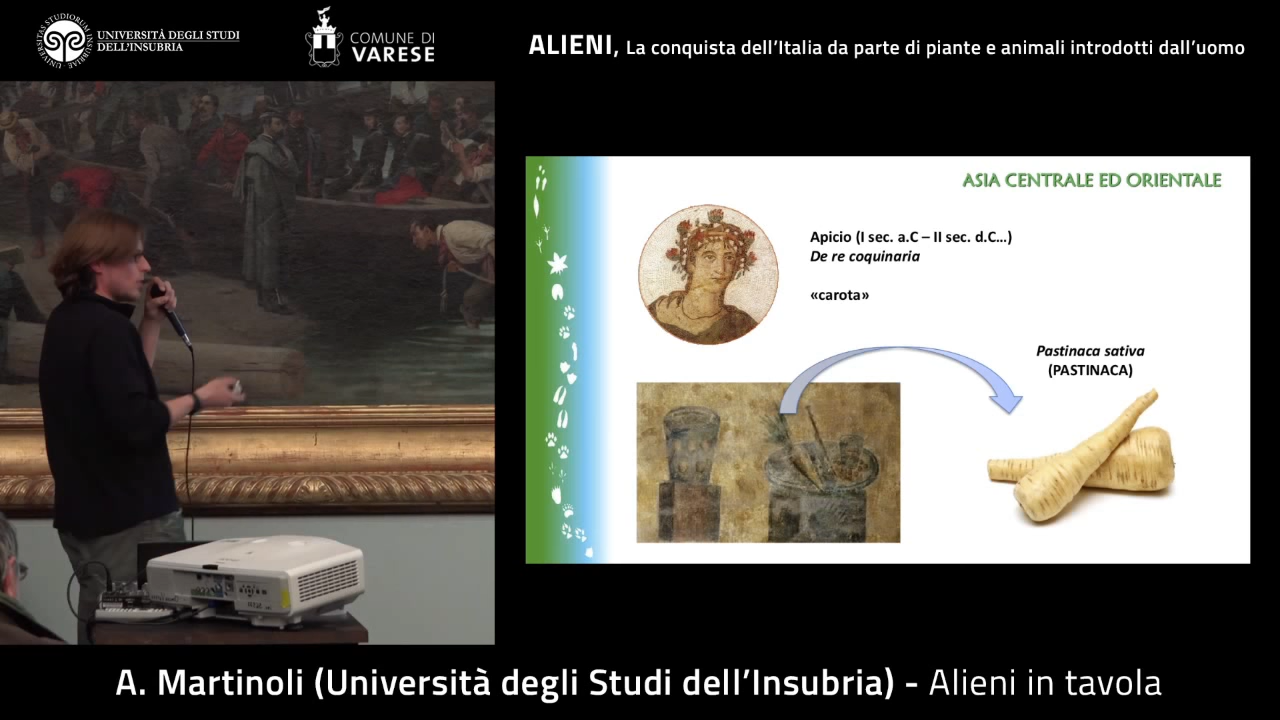 UNIVERSITÀ DEGLI STUDI
DELL'INSUBRIA
COMUNE DI
VARESE
ALIENI, La conquista dell'Italia da parte di piante e animali introdotti dall'uomo
ASIA CENTRALE ED ORIENTALE
Apicio (I sec. a.C – II sec. d.C...)
De re coquinaria
«carota»
Pastinaca sativa
(PASTINACA)
A. Martinoli (Università degli Studi dell'Insubria) - Alieni in tavola